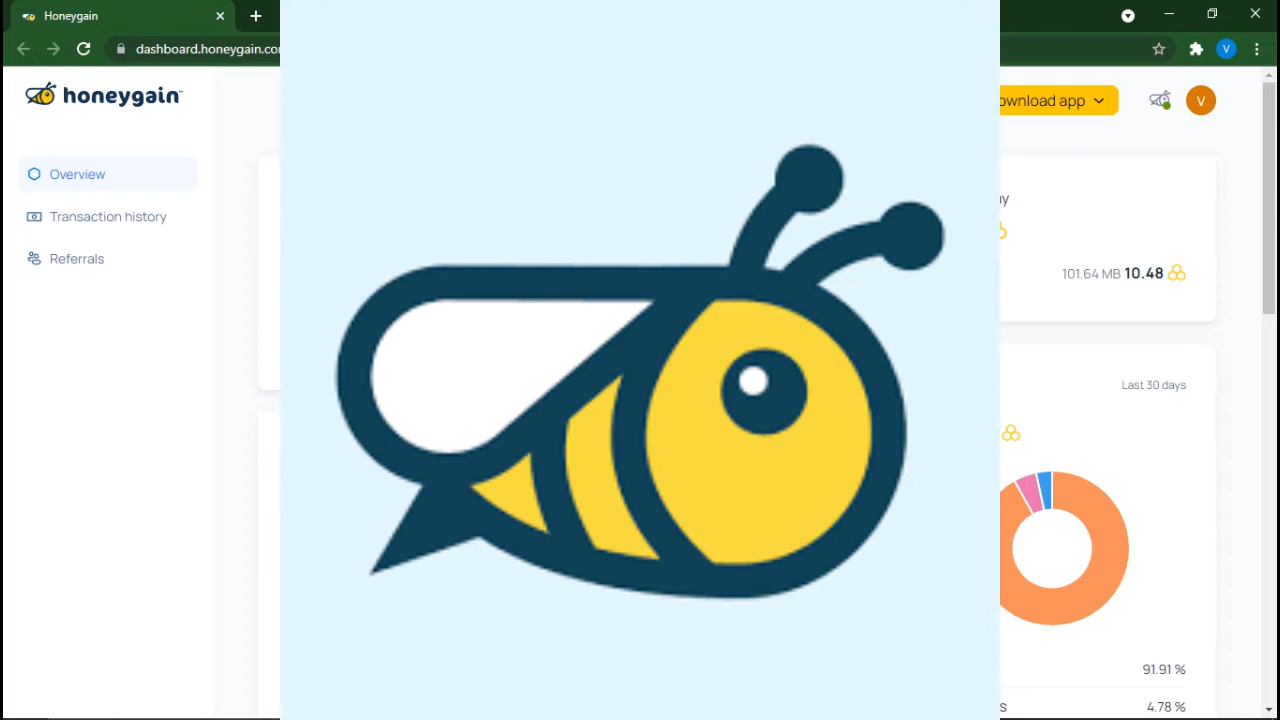 Honeygain
dashboard.honeygain.co
V
honeygain
ownload app
V
Overview
Transaction history
Referrals
y
101.64 MB 10.48
Last 30 days
91.91 %
S
4.78 %